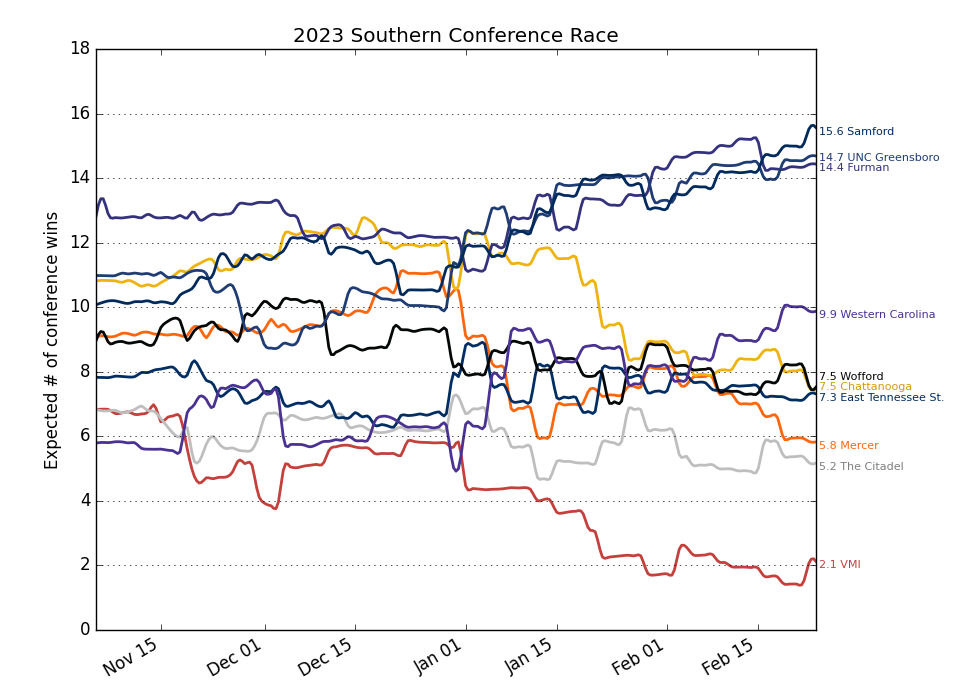 2023 Southern Conference Race
18
16
14
12
10
8
6
4
2
0
Expected # of conference wins
15.6 Samford
14.7 UNC Greensboro
14.4 Furman
9.9 Western Carolina
7.5 Wofford
7.5 Chattanooga
7.3 East Tennessee St.
5.8 Mercer
5.2 The Citadel
2.1 VMI
Nov 15
Dec 01
Dec 15
Jan 01
Jan 15
Feb 01
Feb 15